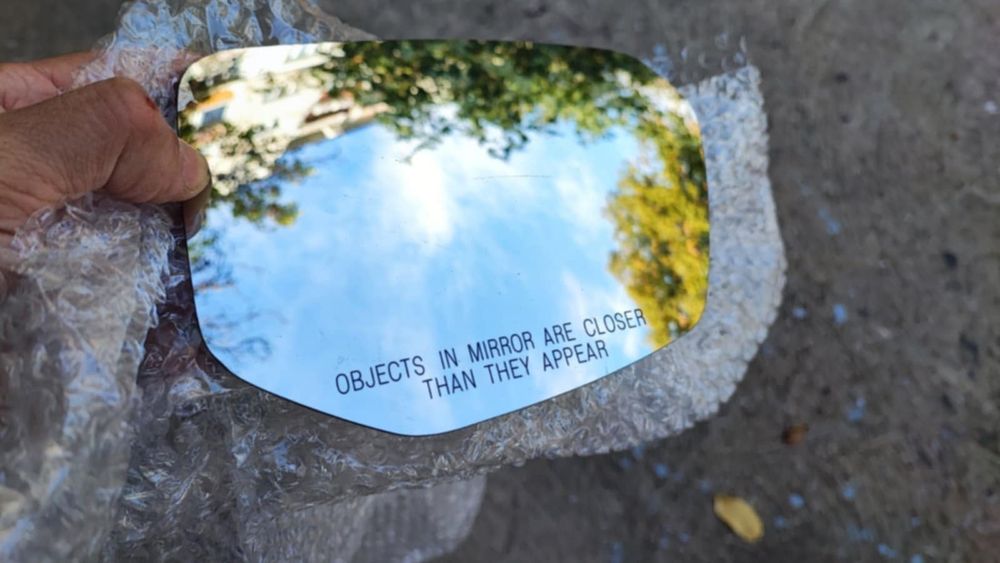 OBJECTS IN MIRROR ARE CLOSER
THAN THEY APPEAR